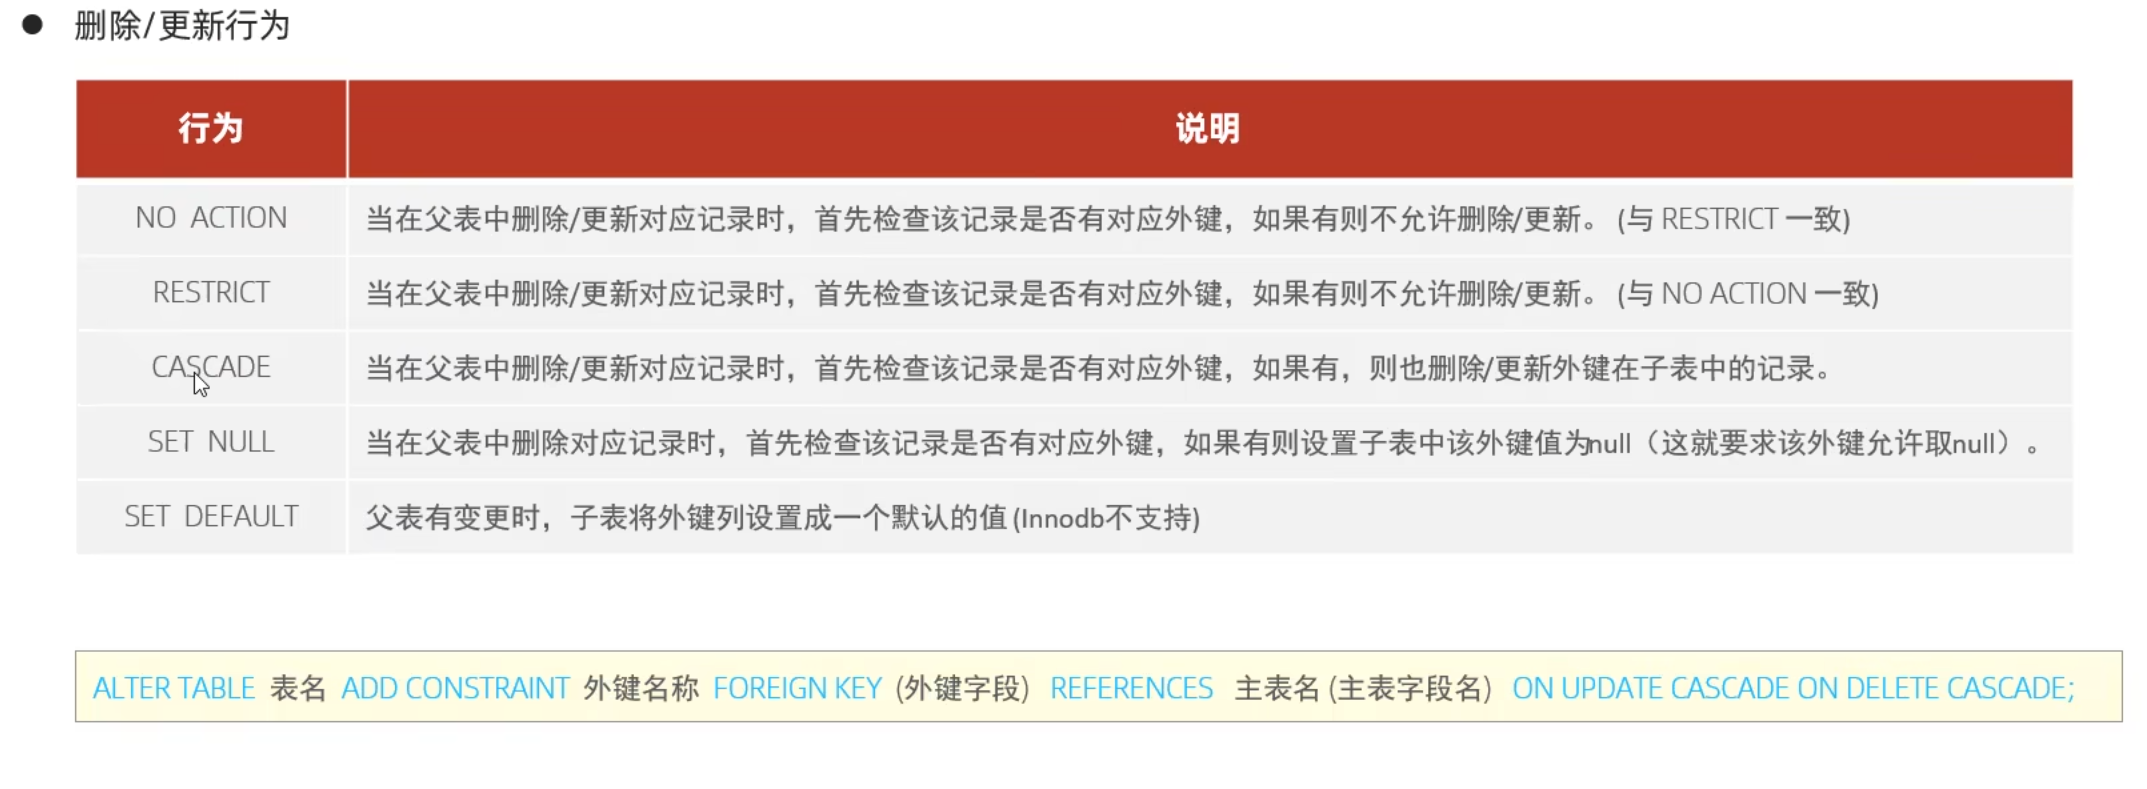 ● 删除/更新行为
行为 说明
NO ACTION 当在父表中删除/更新对应记录时，首先检查该记录是否有对应外键，如果有则不允许删除/更新。 (与 RESTRICT 一致)
RESTRICT 当在父表中删除/更新对应记录时，首先检查该记录是否有对应外键，如果有则不允许删除/更新。 (与 NO ACTION 一致)
CASCADE 当在父表中删除/更新对应记录时，首先检查该记录是否有对应外键，如果有，则也删除/更新外键在子表中的记录。
SET NULL 当在父表中删除对应记录时，首先检查该记录是否有对应外键，如果有则设置子表中该外键值为null（这就要求该外键允许取null）。
SET DEFAULT 父表有变更时，子表将外键列设置成一个默认的值 (Innodb不支持)
ALTER TABLE 表名 ADD CONSTRAINT 外键名称 FOREIGN KEY (外键字段) REFERENCES 主表名 (主表字段名) ON UPDATE CASCADE ON DELETE CASCADE;